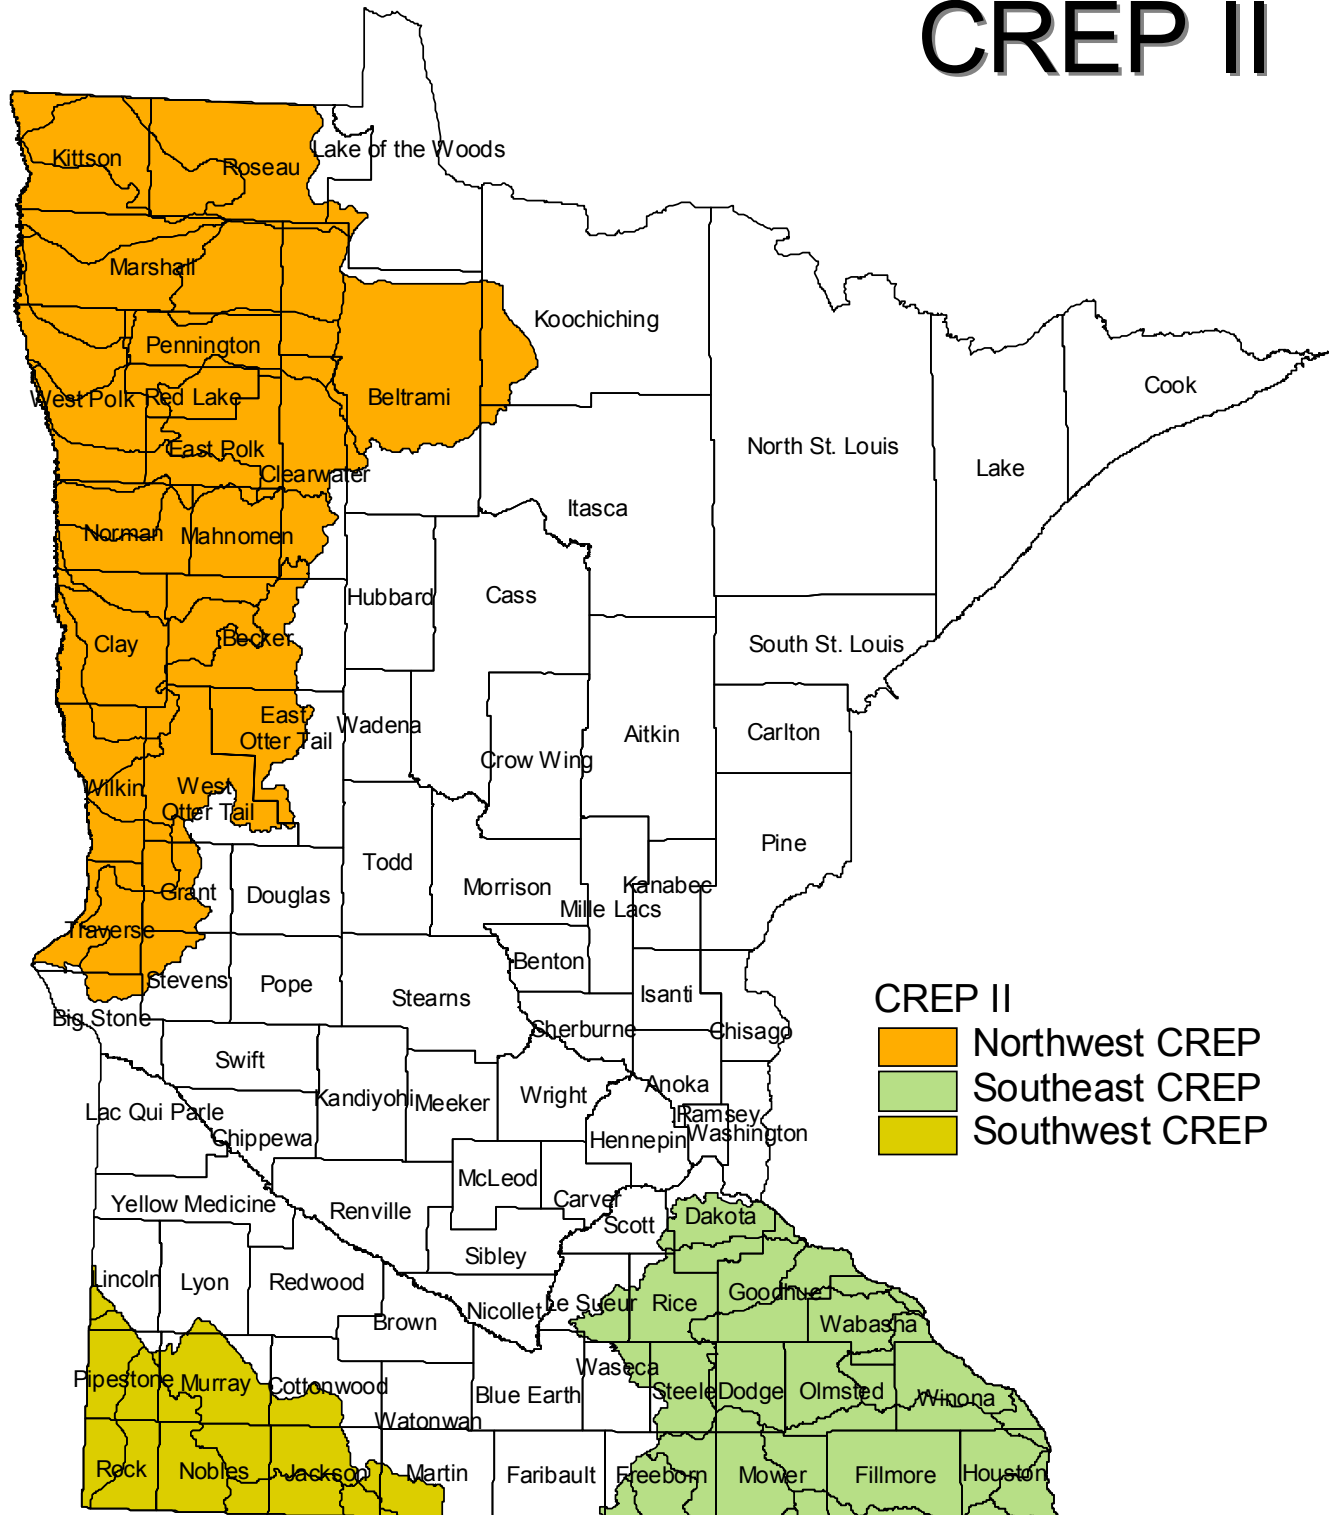 CREP II
Kittson
Roseau
Lake of the Woods
Marshall
Koochiching
Pennington
West Polk
Red Lake
Beltrami
Cook
East Polk
North St. Louis
Lake
Clearwater
Itasca
Norman
Mahnomen
Hubbard
Cass
Clay
Becker
South St. Louis
East
Otter Tail
Wadena
Aitkin
Carlton
Crow Wing
Wilkin
West
Otter Tail
Pine
Todd
Grant
Douglas
Morrison
Kanabec
Mille Lacs
Traverse
Benton
Stevens
Pope
Stearns
Isanti
Big Stone
Sherburne
Chisago
CREP II
Northwest CREP
Southeast CREP
Southwest CREP
Swift
Kandiyohi
Meeker
Wright
Anoka
Lac Qui Parle
Chippewa
Ramsey
Hennepin
Washington
McLeod
Yellow Medicine
Renville
Carver
Scott
Dakota
Sibley
Lincoln
Lyon
Redwood
Nicollet
Le Sueur
Rice
Goodhue
Brown
Wabasha
Pipestone
Murray
Cottonwood
Waseca
Blue Earth
Steele
Dodge
Olmsted
Winona
Watonwan
Rock
Nobles
Jackson
Martin
Faribault
Freeborn
Mower
Fillmore
Houston